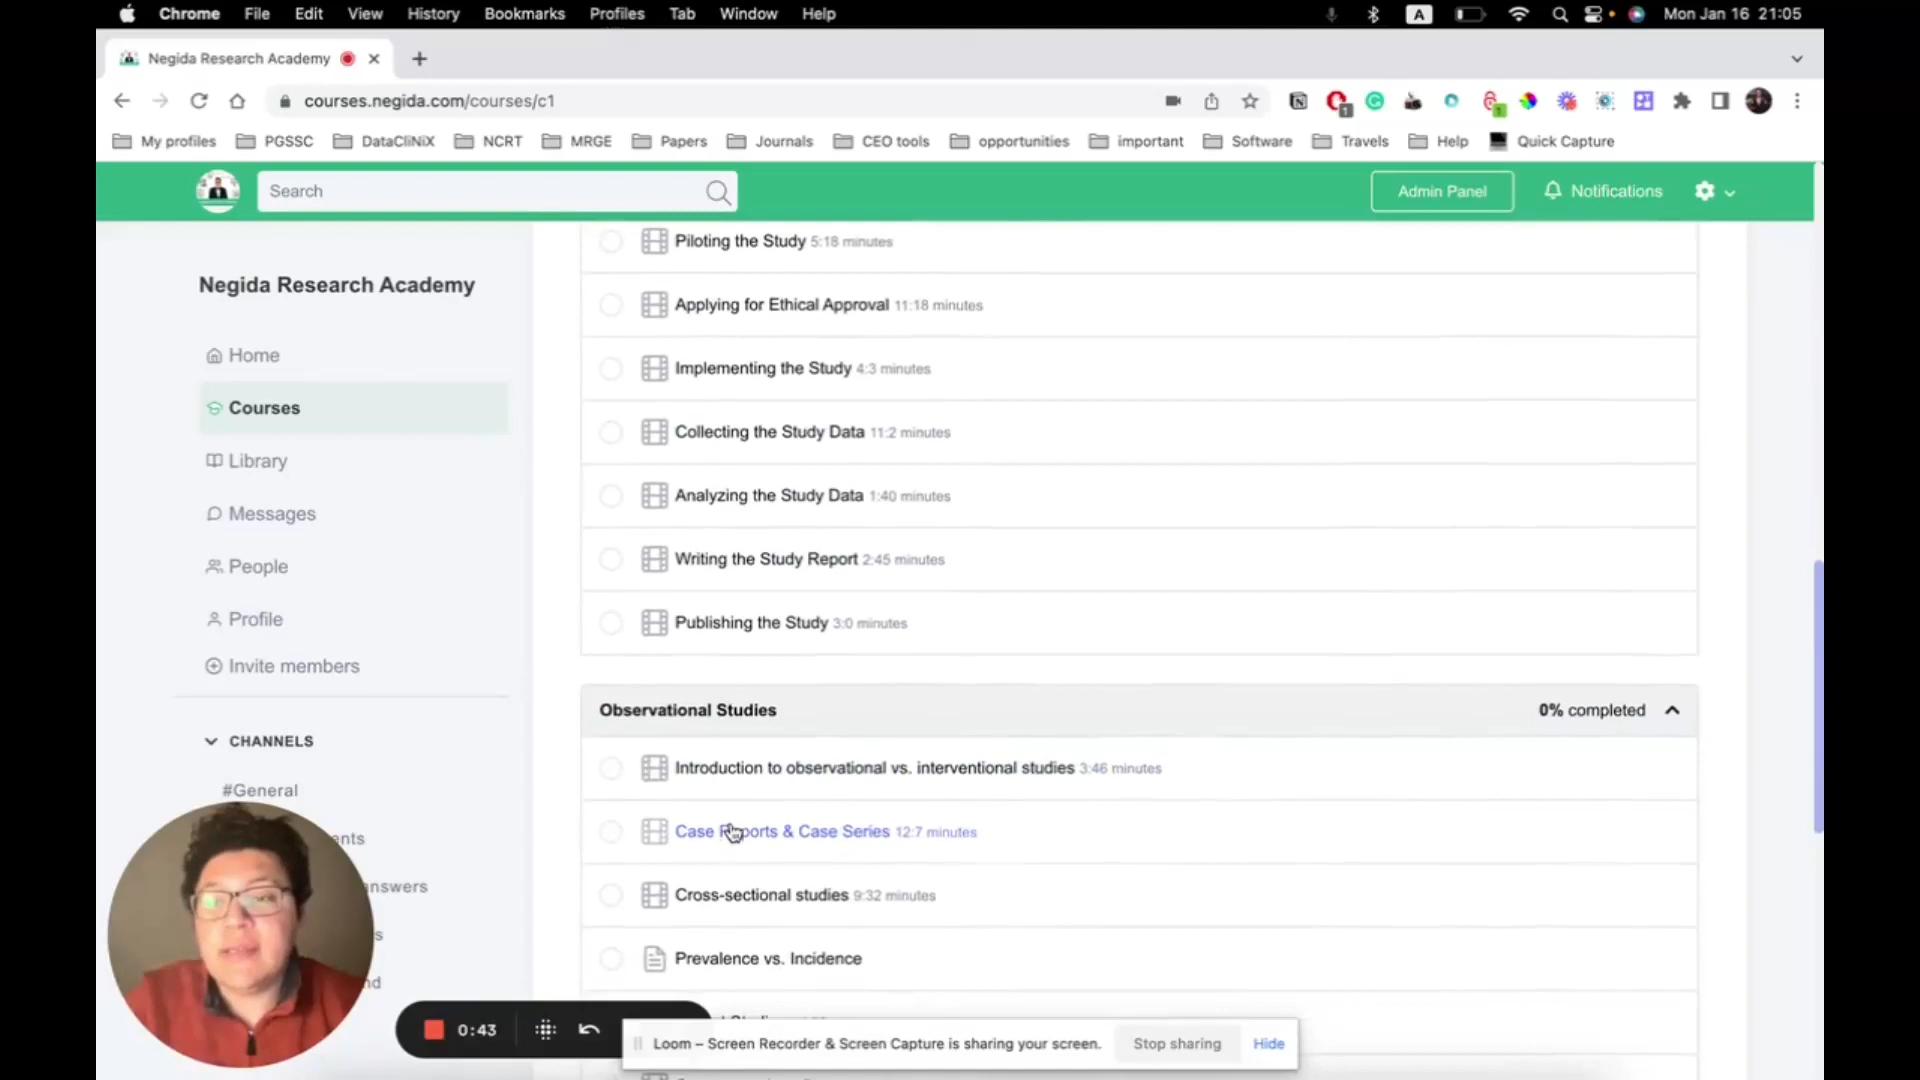 Chrome File Edit View History Bookmarks Profiles Tab Window Help
A
Mon Jan 16 21:05
Negida Research Academy
courses.negida.com/courses/c1
1
1
My profiles PGSSC DataCliNiX NCRT MRGE Papers Journals CEO tools opportunities important Software Travels Help Quick Capture
Search
Admin Panel
Notifications
Negida Research Academy
Home
Courses
Library
Messages
People
Profile
Invite members
CHANNELS
#General
ents
nswers
s
nd
Piloting the Study 5:18 minutes
Applying for Ethical Approval 11:18 minutes
Implementing the Study 4:3 minutes
Collecting the Study Data 11:2 minutes
Analyzing the Study Data 1:40 minutes
Writing the Study Report 2:45 minutes
Publishing the Study 3:0 minutes
Observational Studies 0% completed
Introduction to observational vs. interventional studies 3:46 minutes
Case Reports & Case Series 12:7 minutes
Cross-sectional studies 9:32 minutes
Prevalence vs. Incidence
0:43
Loom – Screen Recorder & Screen Capture is sharing your screen. Stop sharing Hide